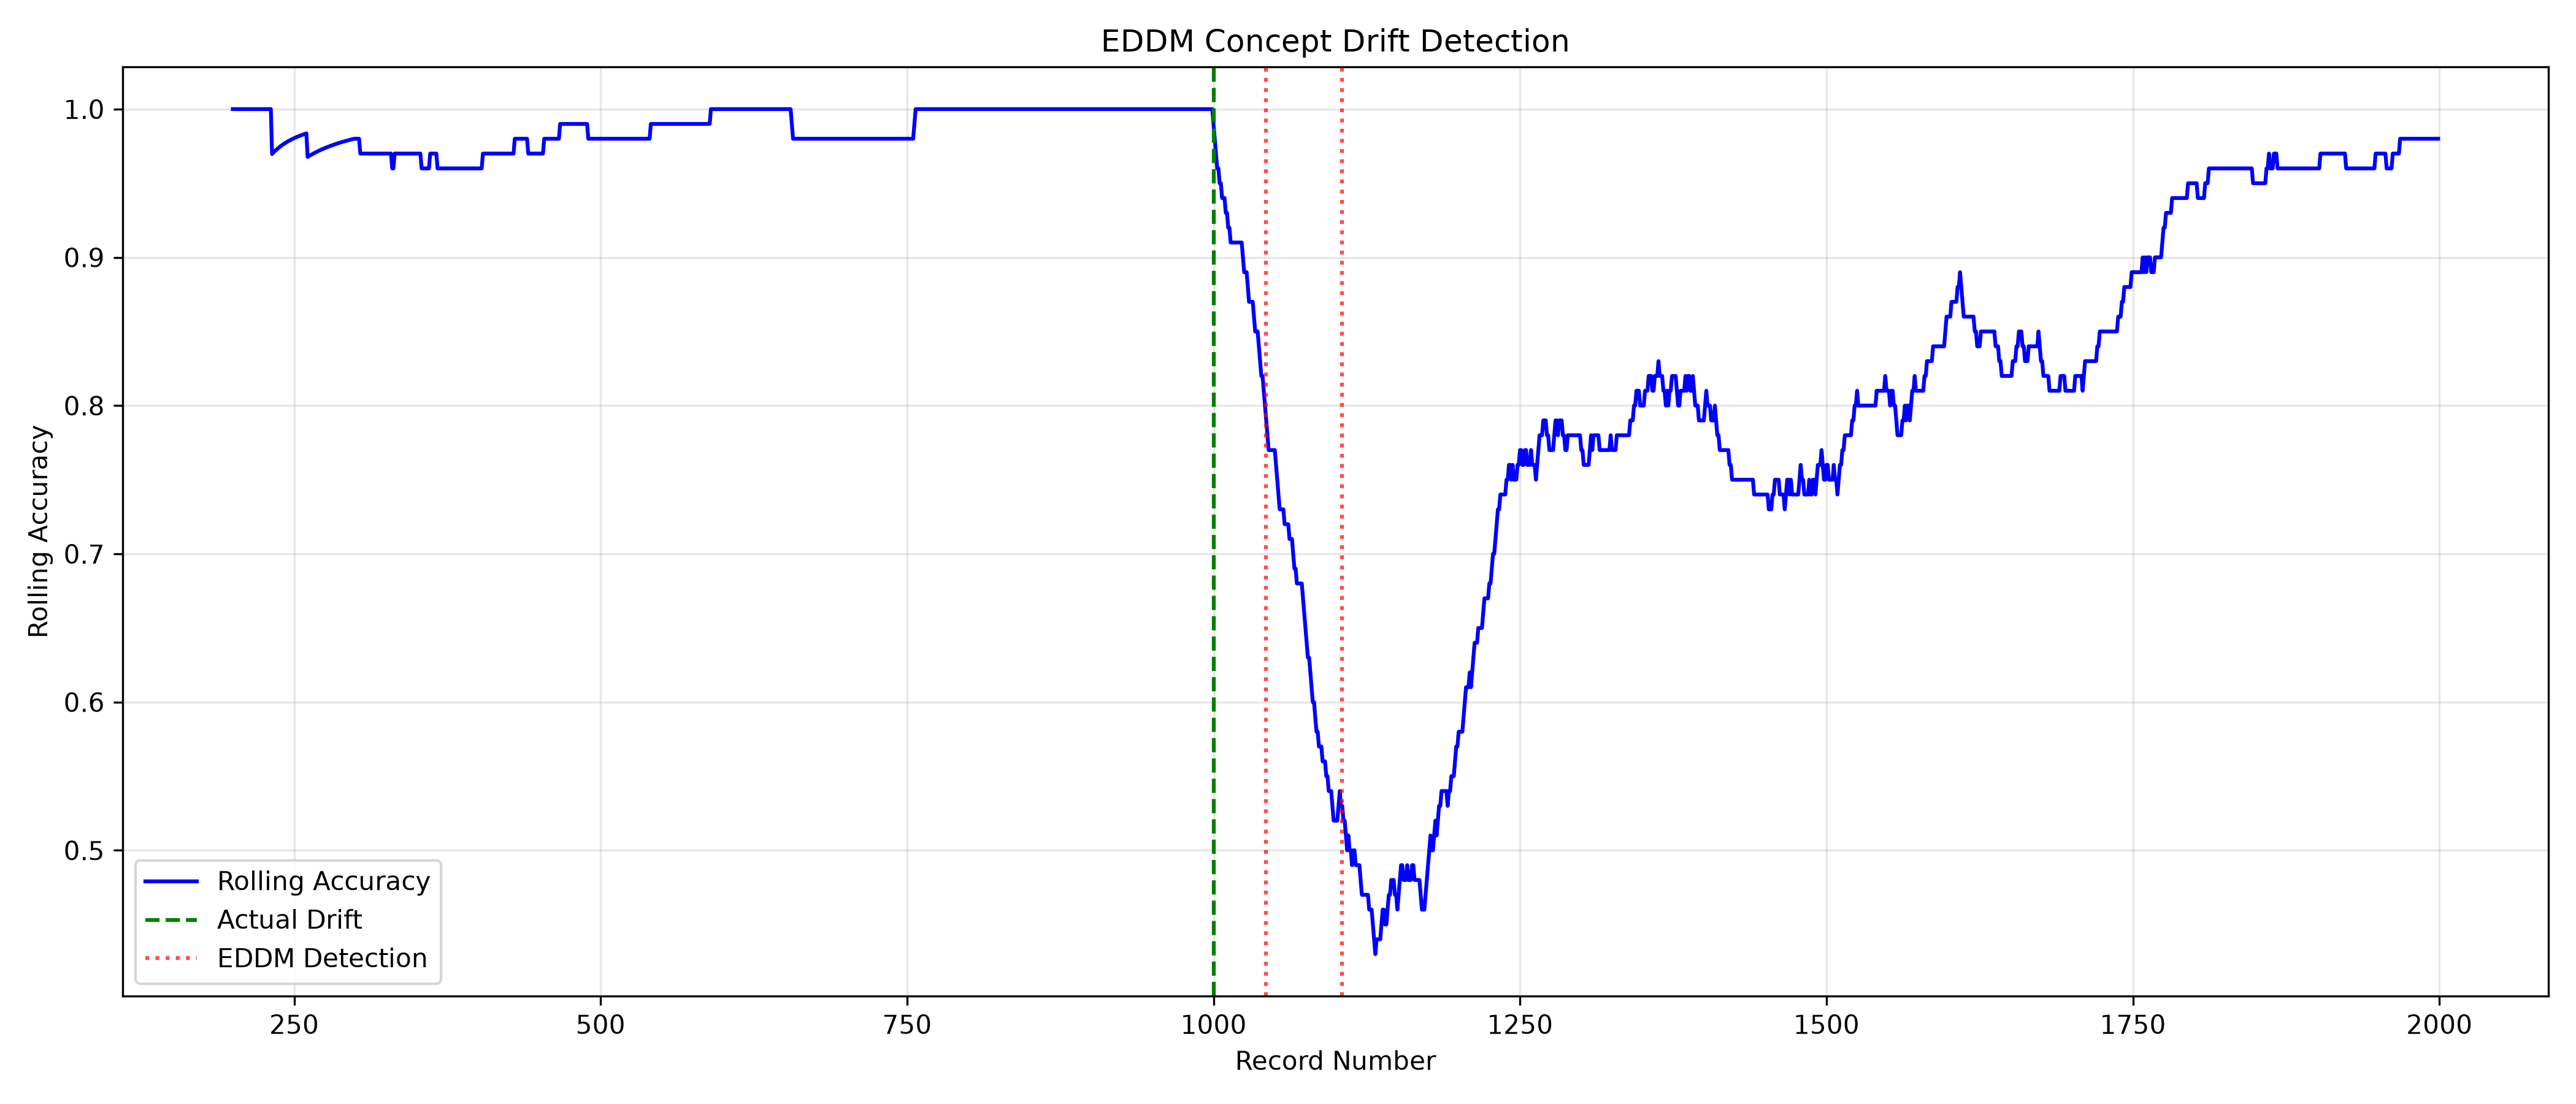 EDDM Concept Drift Detection
1.0
0.9
0.8
0.7
0.6
0.5
Rolling Accuracy
Rolling Accuracy
Actual Drift
EDDM Detection
250 500 750 1000 1250 1500 1750 2000
Record Number